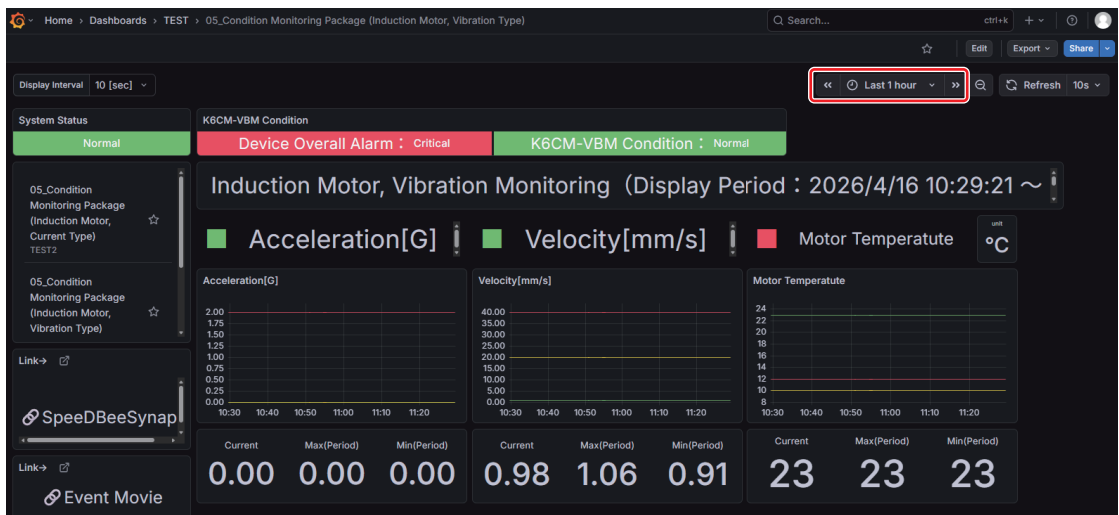 Home › Dashboards › TEST › 05_Condition Monitoring Package (Induction Motor, Vibration Type)
Search...
ctrl+k
Edit
Export
Share
Display Interval
10 [sec]
Last 1 hour
Refresh
10s
System Status
Normal
K6CM-VBM Condition
Device Overall Alarm： Critical
K6CM-VBM Condition： Normal
05_Condition
Monitoring Package
(Induction Motor,
Current Type)
TEST2
05_Condition
Monitoring Package
(Induction Motor,
Vibration Type)
Induction Motor, Vibration Monitoring（Display Period：2026/4/16 10:29:21～
Acceleration[G]
Velocity[mm/s]
Motor Temperatute
unit
°C
Acceleration[G]
2.00
1.75
1.50
1.25
1.00
0.75
0.50
0.25
0.00
10:30 10:40 10:50 11:00 11:10 11:20
Velocity[mm/s]
40.00
35.00
30.00
25.00
20.00
15.00
10.00
5.00
0.00
10:30 10:40 10:50 11:00 11:10 11:20
Motor Temperatute
24
22
20
18
16
14
12
10
8
10:30 10:40 10:50 11:00 11:10 11:20
Link→
SpeeDBeeSynap
Link→
Event Movie
Current Max(Period) Min(Period)
0.00 0.00 0.00
Current Max(Period) Min(Period)
0.98 1.06 0.91
Current Max(Period) Min(Period)
23 23 23